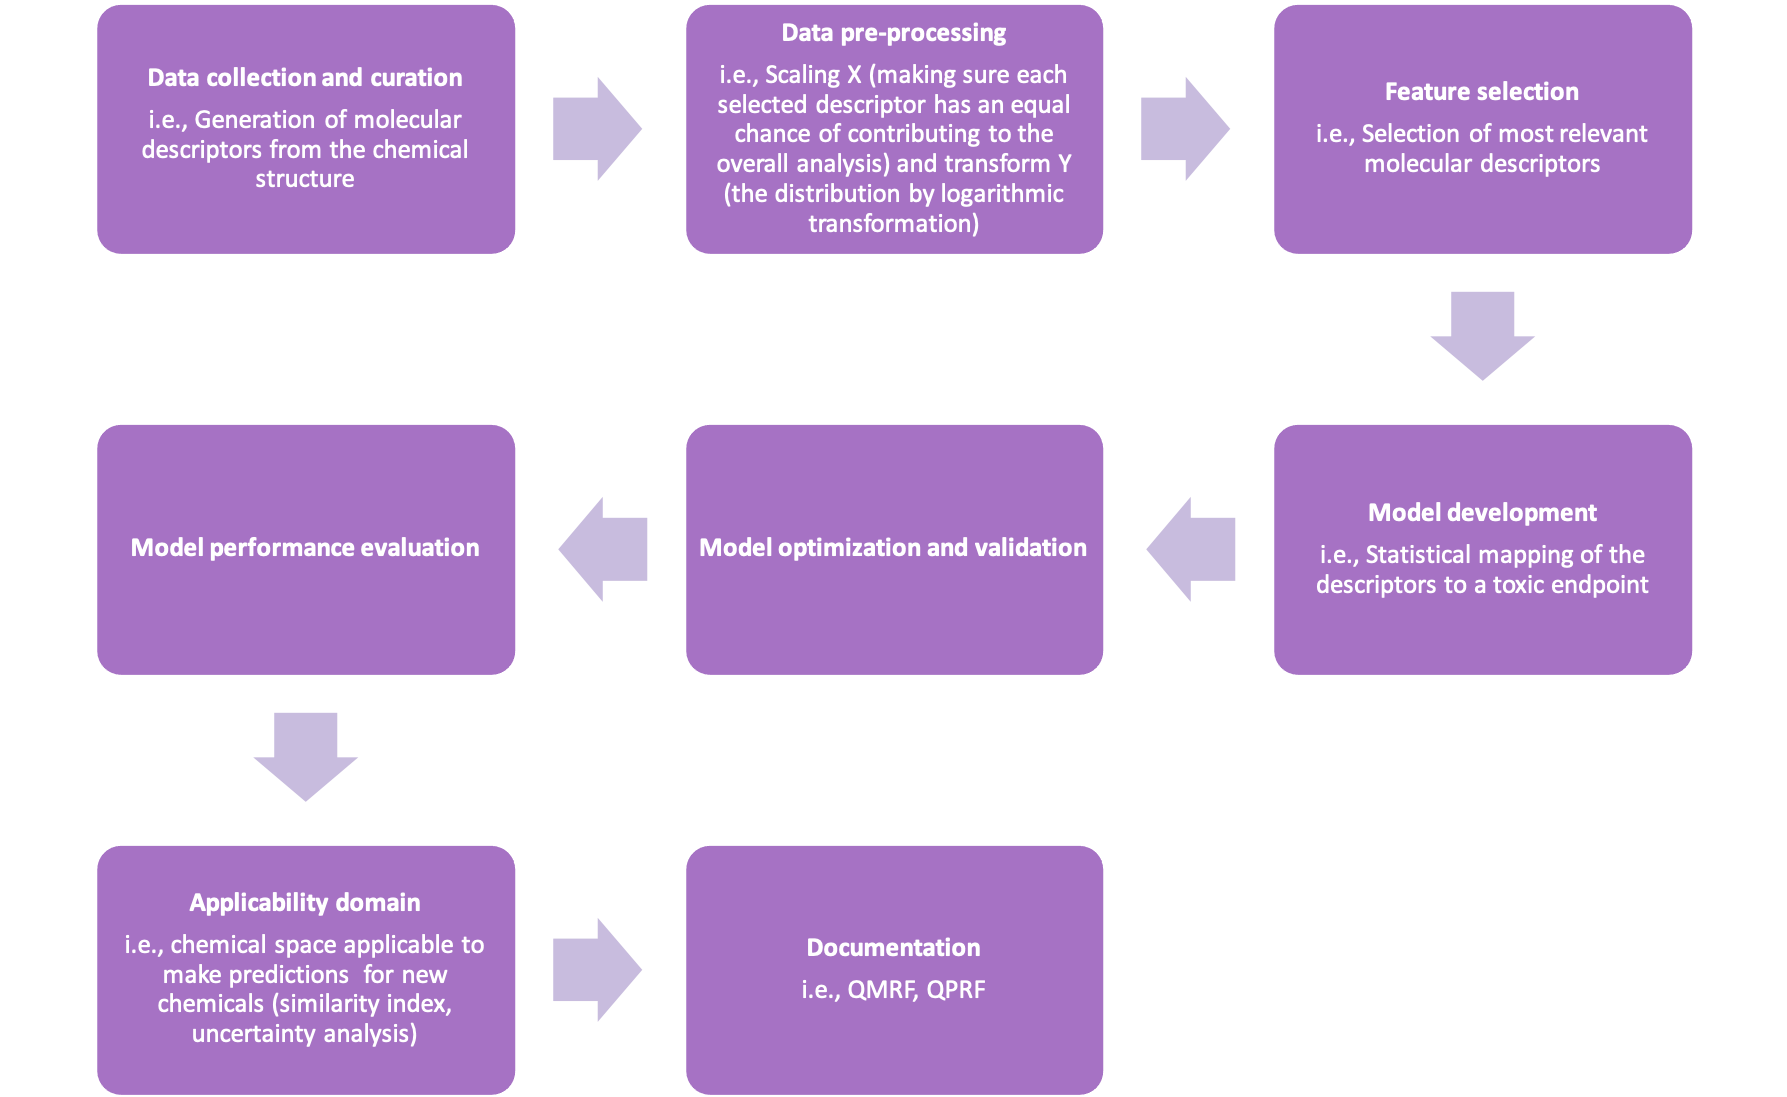 Data collection and curation
i.e., Generation of molecular
descriptors from the chemical
structure
Data pre-processing
i.e., Scaling X (making sure each
selected descriptor has an equal
chance of contributing to the
overall analysis) and transform Y
(the distribution by logarithmic
transformation)
Feature selection
i.e., Selection of most relevant
molecular descriptors
Model development
i.e., Statistical mapping of the
descriptors to a toxic endpoint
Model optimization and validation
Model performance evaluation
Applicability domain
i.e., chemical space applicable to
make predictions for new
chemicals (similarity index,
uncertainty analysis)
Documentation
i.e., QMRF, QPRF